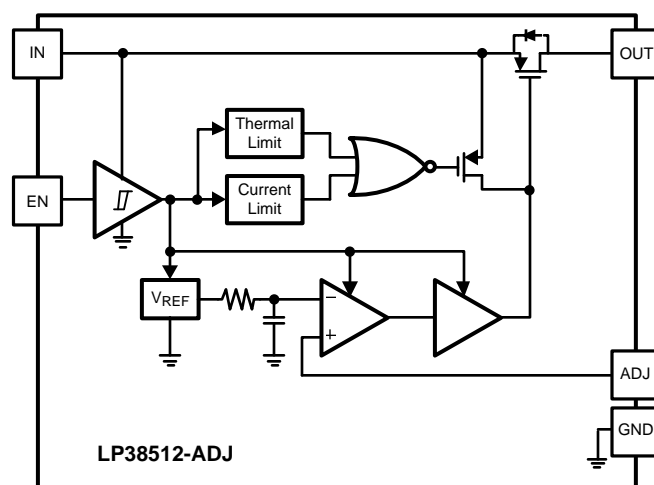 IN
OUT
Thermal
Limit
EN
Current
Limit
VREF
−
+
ADJ
GND
LP38512-ADJ